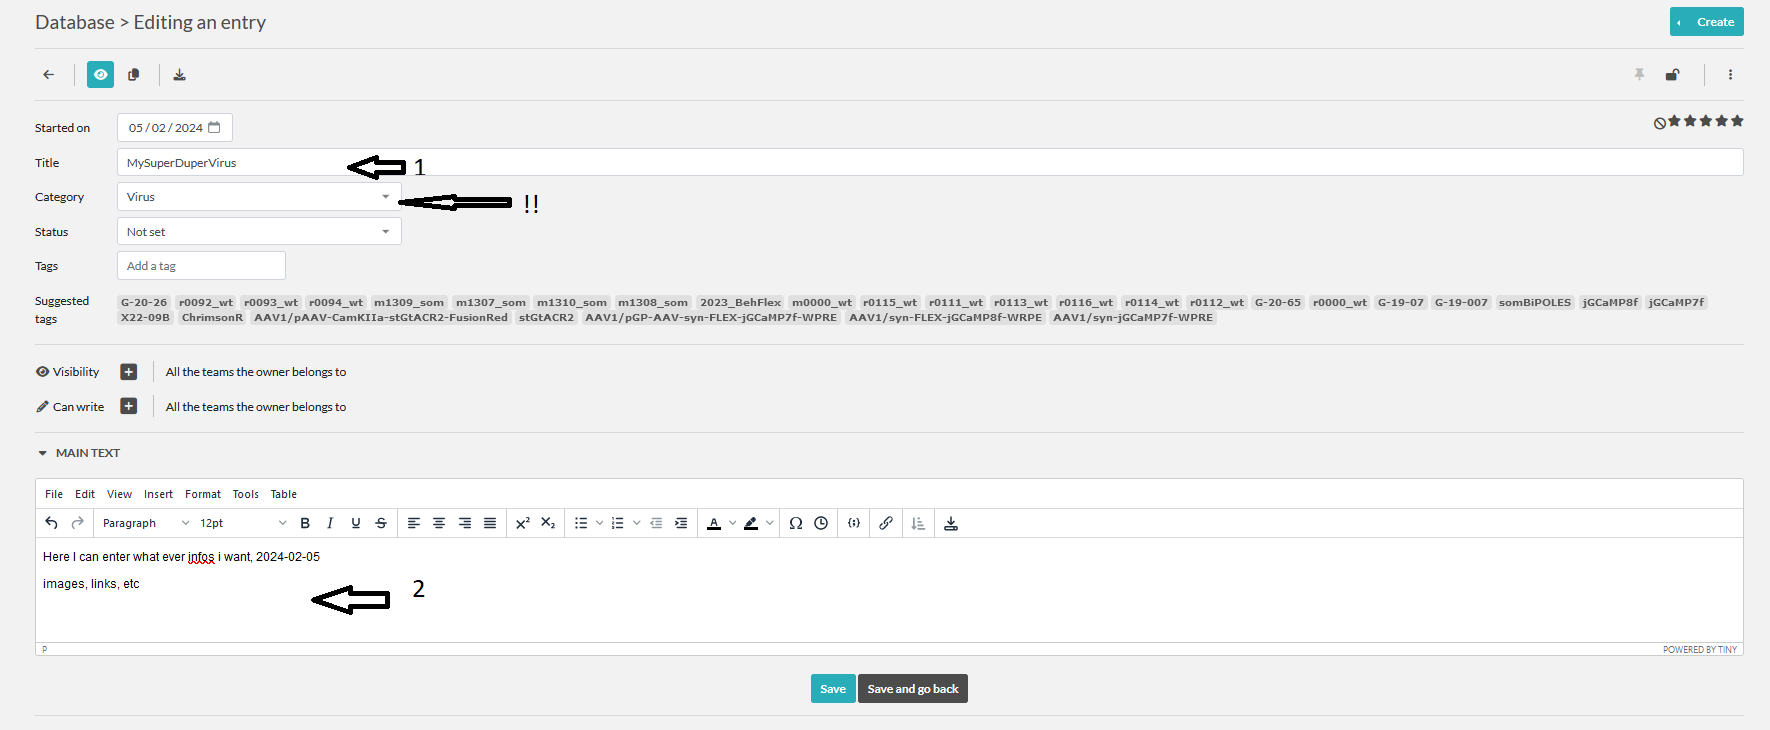 Database > Editing an entry
Create
Started on 05/02/2024
Title MySuperDuperVirus 1
Category Virus !!
Status Not set
Tags Add a tag
Suggested tags G-20-26 r0092_wt r0093_wt r0094_wt m1309_som m1307_som m1310_som m1308_som 2023_BehFlex m0000_wt r0115_wt r0111_wt r0113_wt r0116_wt r0114_wt r0112_wt G-20-65 r0000_wt G-19-07 G-19-007 somBiPOLES jGCaMP8f jGCaMP7f
X22-09B ChrimsonR AAV1/pAAV-CamKIIa-stGtACR2-FusionRed stGtACR2 AAV1/pGP-AAV-syn-FLEX-jGCaMP7f-WPRE AAV1/syn-FLEX-jGCaMP8f-WRPE AAV1/syn-jGCaMP7f-WPRE
Visibility All the teams the owner belongs to
Can write All the teams the owner belongs to
MAIN TEXT
File Edit View Insert Format Tools Table
Paragraph 12pt B I U S X² X₂ A Ω
Here I can enter what ever infos i want, 2024-02-05
images, links, etc
2
P POWERED BY TINY
Save Save and go back